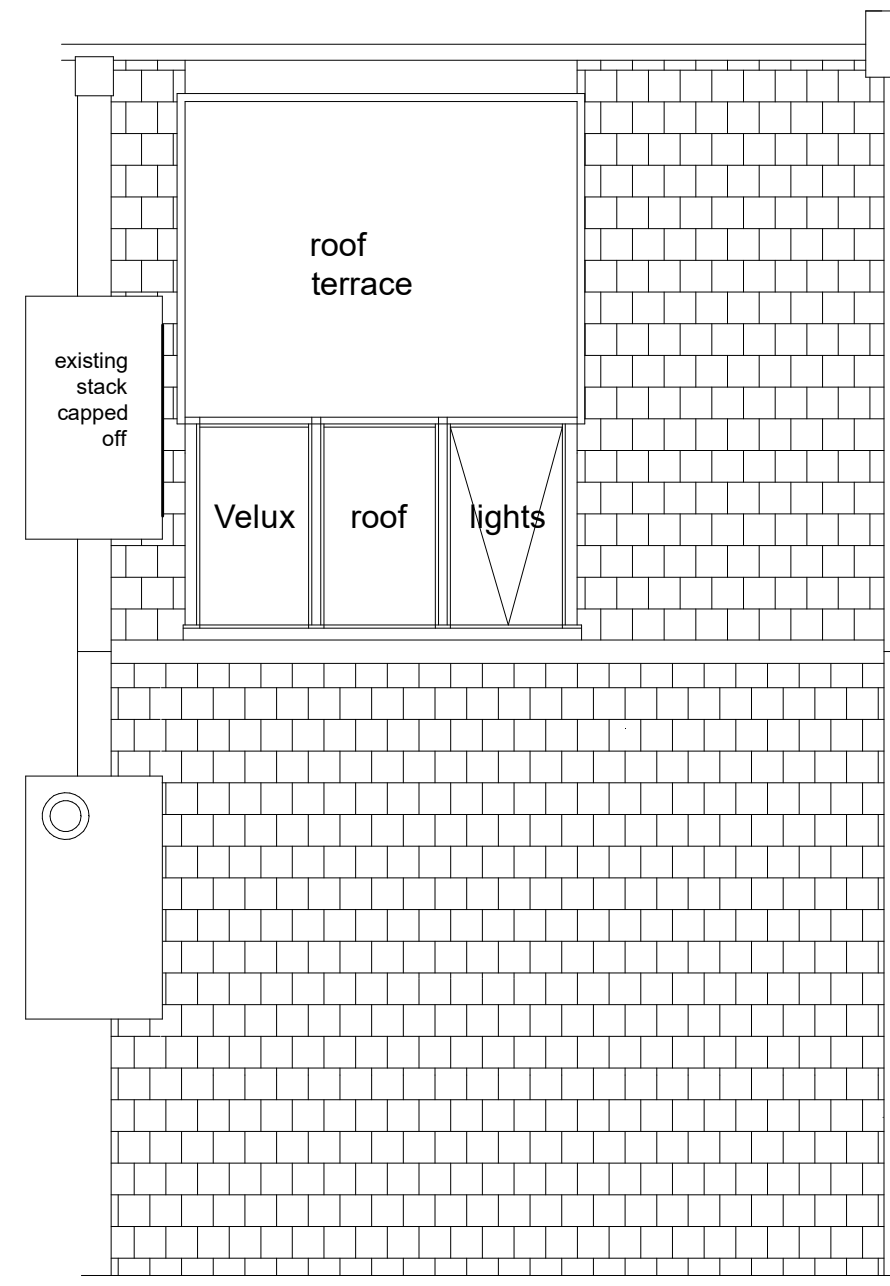 roof
terrace
existing
stack
capped
off
Velux roof lights